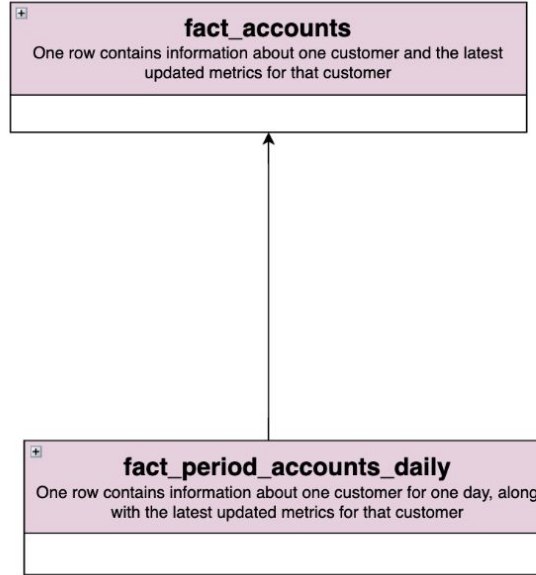 fact_accounts
One row contains information about one customer and the latest
updated metrics for that customer
fact_period_accounts_daily
One row contains information about one customer for one day, along
with the latest updated metrics for that customer